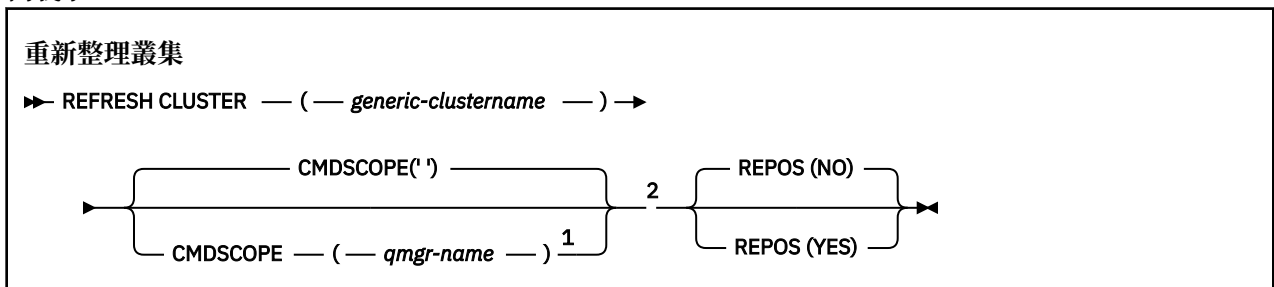 重新整理叢集
REFRESH CLUSTER ( generic-clustername )
CMDSCOPE(' ')
CMDSCOPE ( qmgr-name ) 1
2
REPOS (NO)
REPOS (YES)